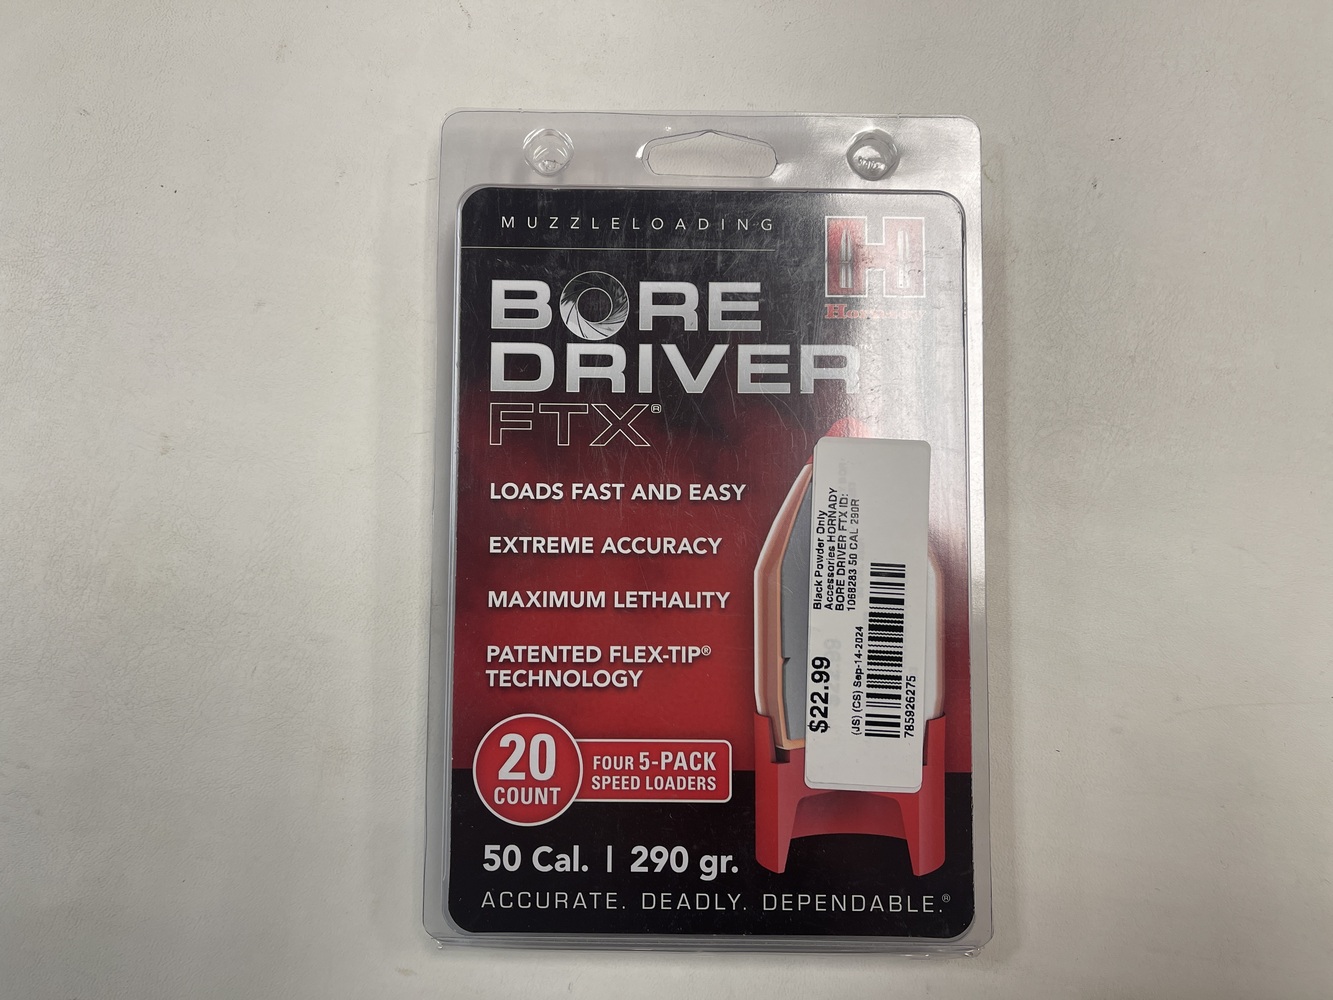 MUZZLELOADING
Hornady
BORE
DRIVER
FTX®
LOADS FAST AND EASY
EXTREME ACCURACY
MAXIMUM LETHALITY
PATENTED FLEX-TIP®
TECHNOLOGY
20
COUNT
FOUR 5-PACK
SPEED LOADERS
50 Cal. | 290 gr.
ACCURATE. DEADLY. DEPENDABLE.®
Black Powder Only
Accessories HORNADY
BORE DRIVER FTX ID:
1068283 50 CAL 290R
$22.99
(JS) (CS) Sep-14-2024
785926275